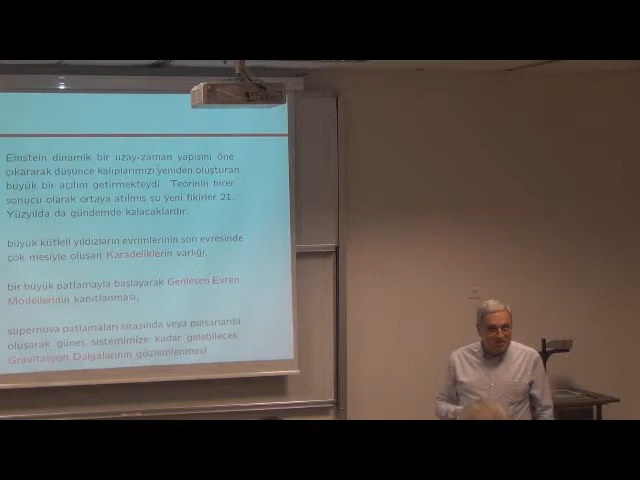 Einstein dinamik bir uzay-zaman yapısını öne
çıkararak düşünce kalıplarımızı yeniden oluşturan
büyük bir açılım getirmekteydi. Teorinin birer
sonucu olarak ortaya atılmış şu yeni fikirler 21.
Yüzyılda da gündemde kalacaklardır:
büyük kütleli yıldızların evrimlerinin son evresinde
çok mesiyle oluşan Karadeliklerin varlığı,
bir büyük patlamayla başlayarak Genleşen Evren
Modellerinin kanıtlanması,
supernova patlamaları sırasında veya pulsarlarda
oluşarak güneş sistemimize kadar gelebilecek
Gravitasyon Dalgalarının gözlemlenmesi